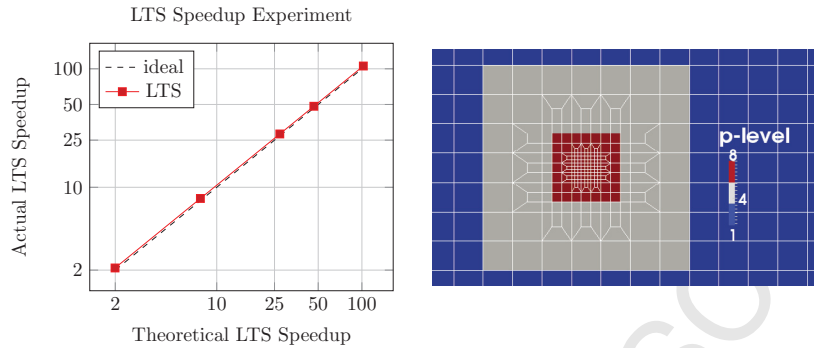 LTS Speedup Experiment
ideal
LTS
Actual LTS Speedup
100
50
25
10
2
2 10 25 50 100
Theoretical LTS Speedup
p-level
8
4
1